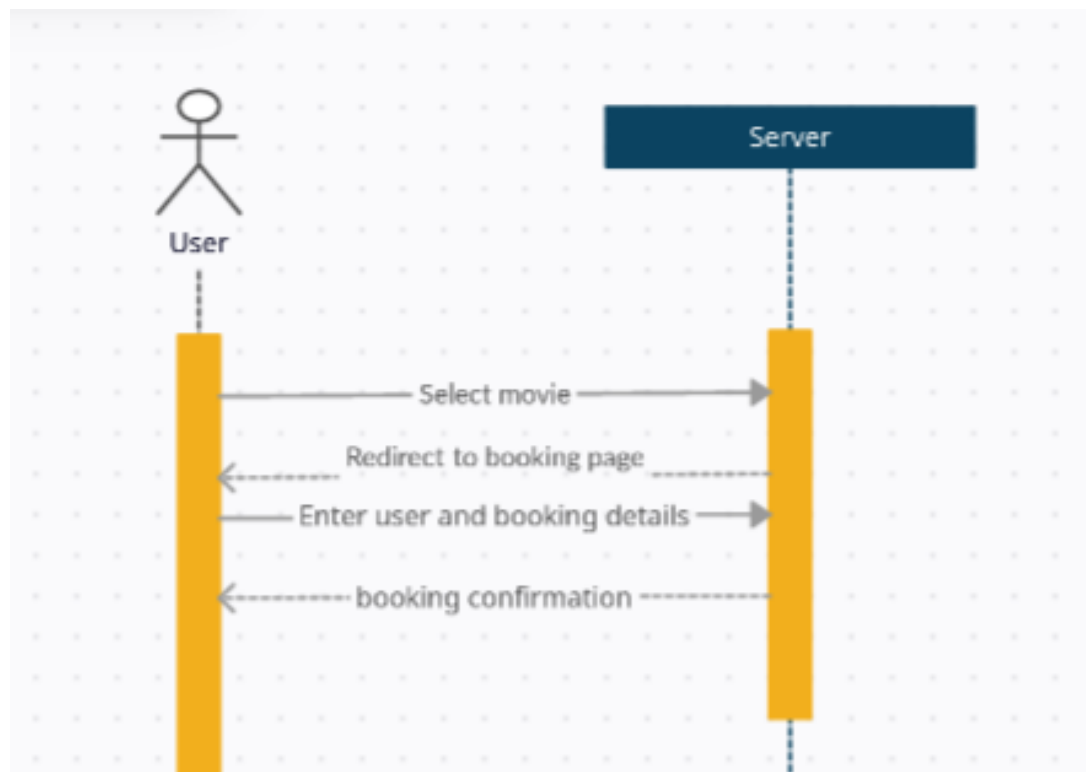 Server
User
Select movie
Redirect to booking page
Enter user and booking details
booking confirmation